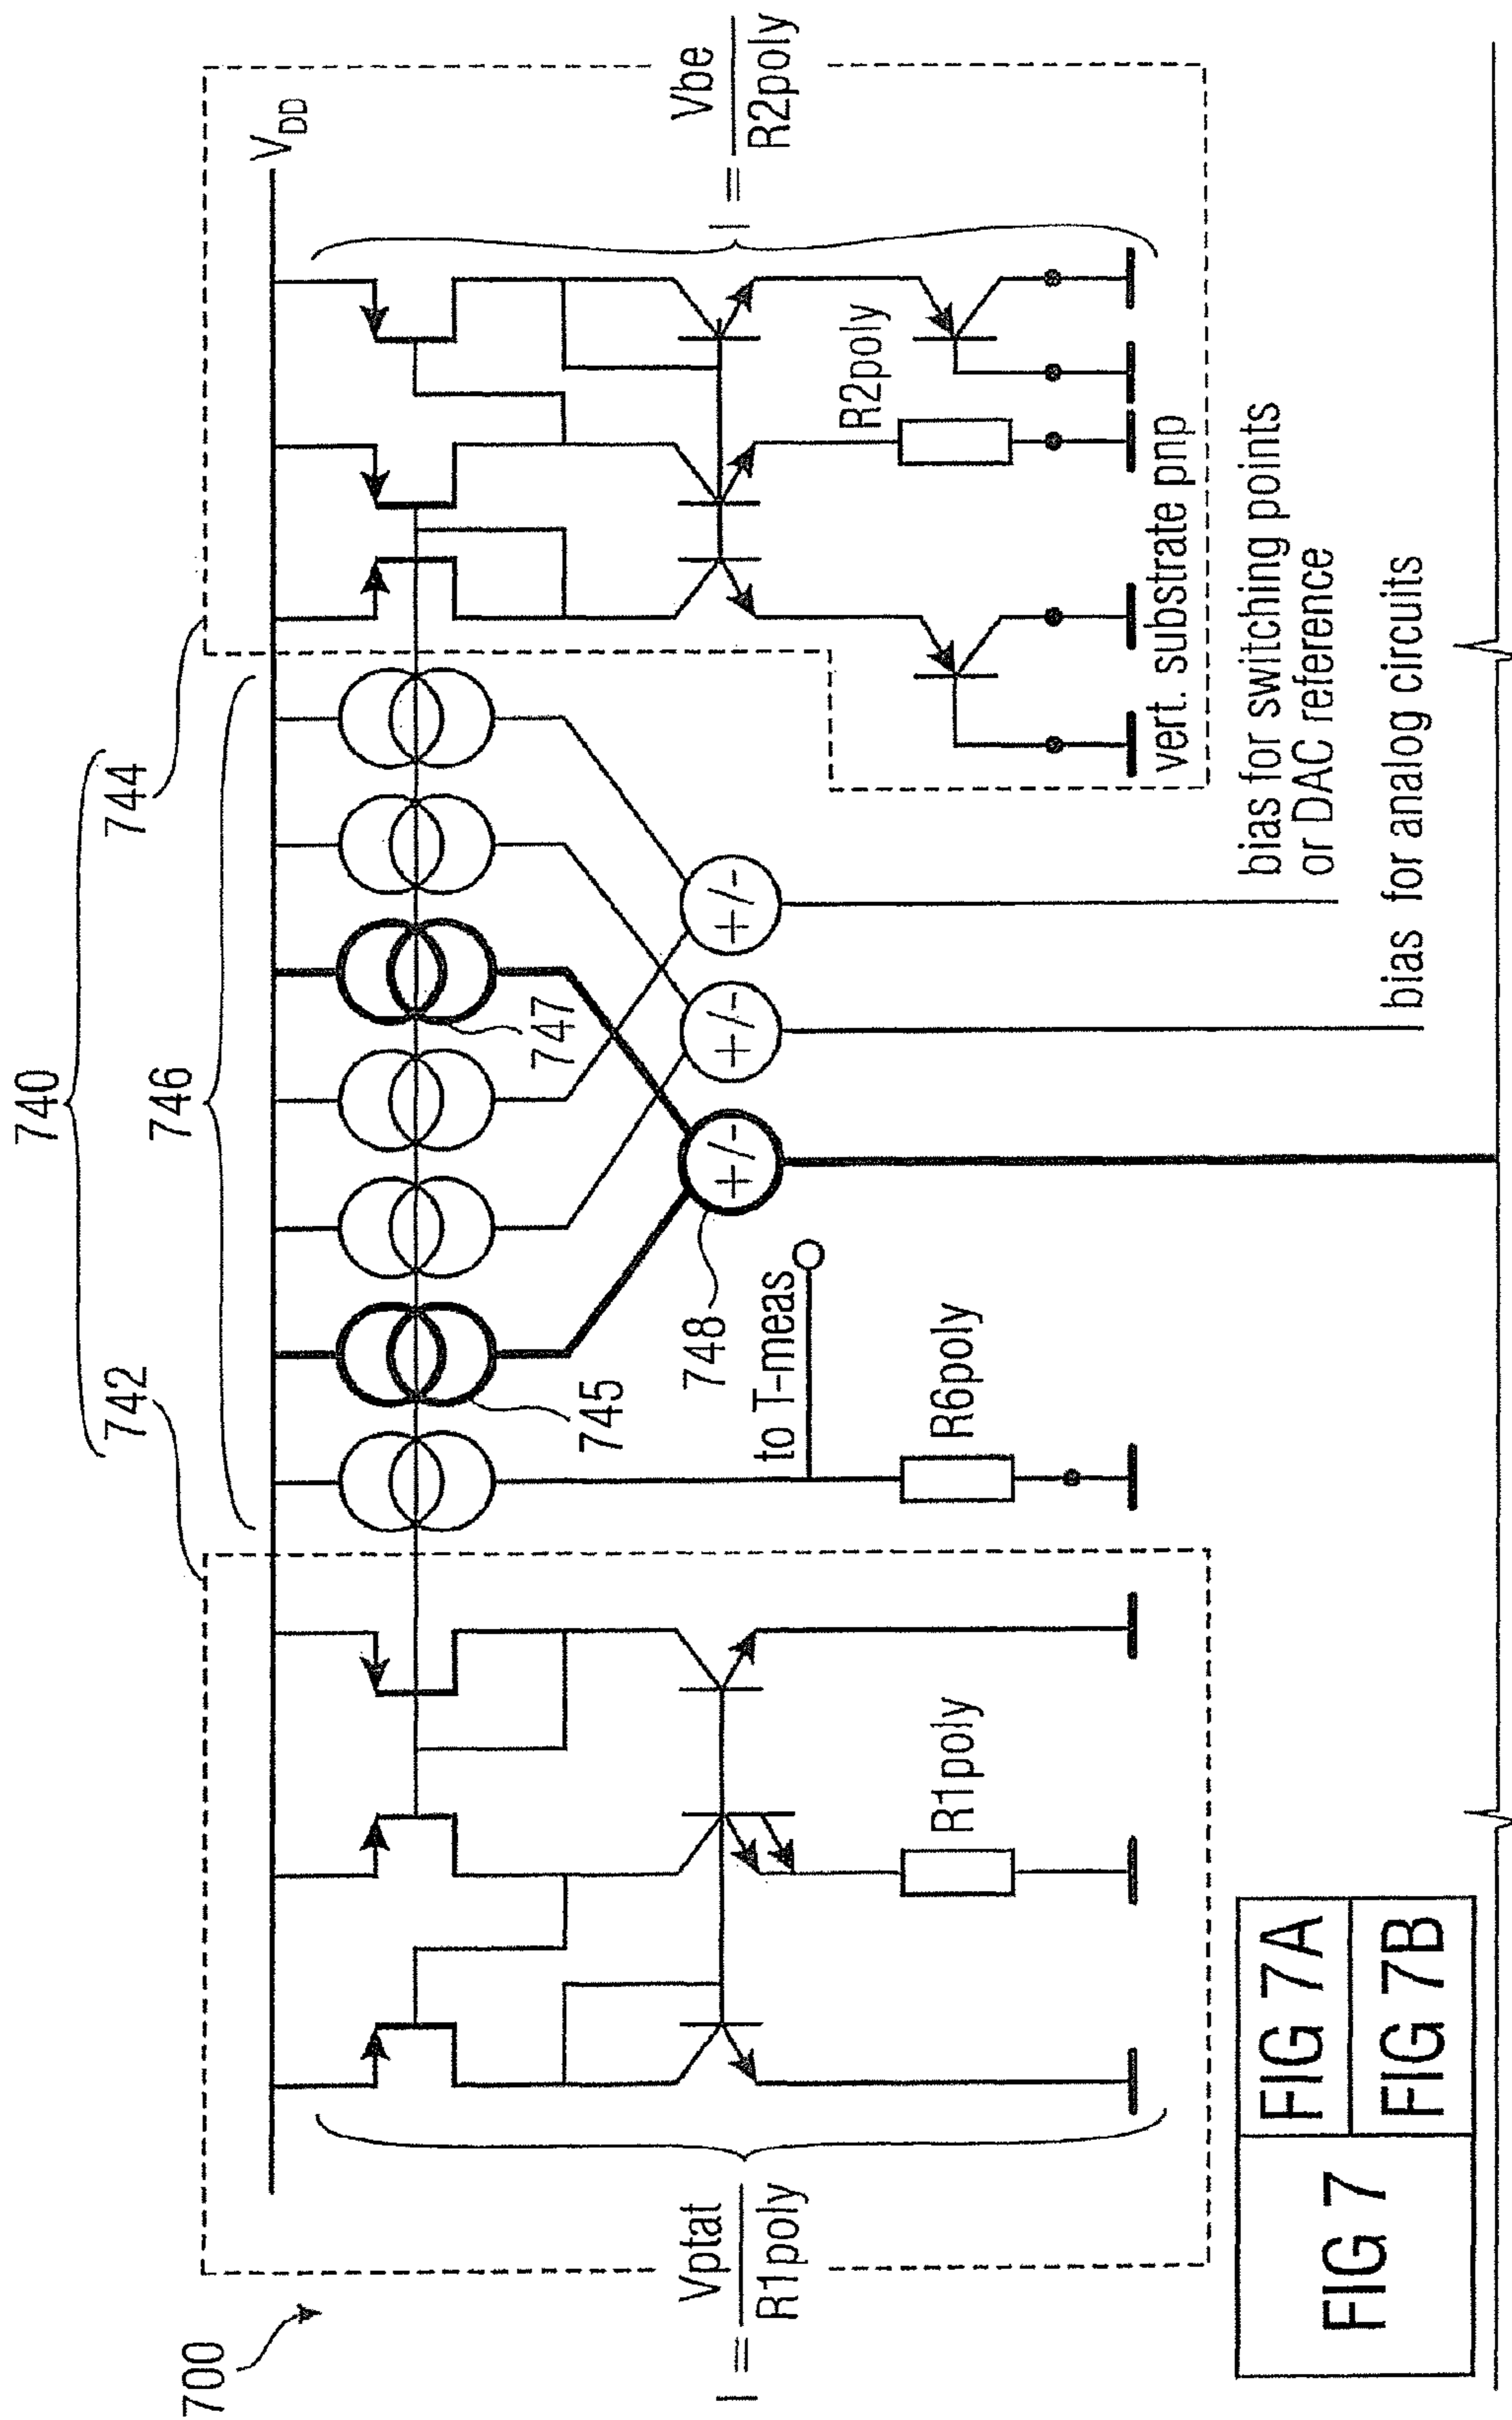 740
742
744
746
V_DD
745
747
748
+/-
+/-
+/-
700
I = Vptat
R1poly
I = Vbe
R2poly
to T-meas
R6poly
R1poly
R2poly
vert. substrate pnp
bias for switching points
or DAC reference
bias for analog circuits
FIG 7
FIG 7A
FIG 7B